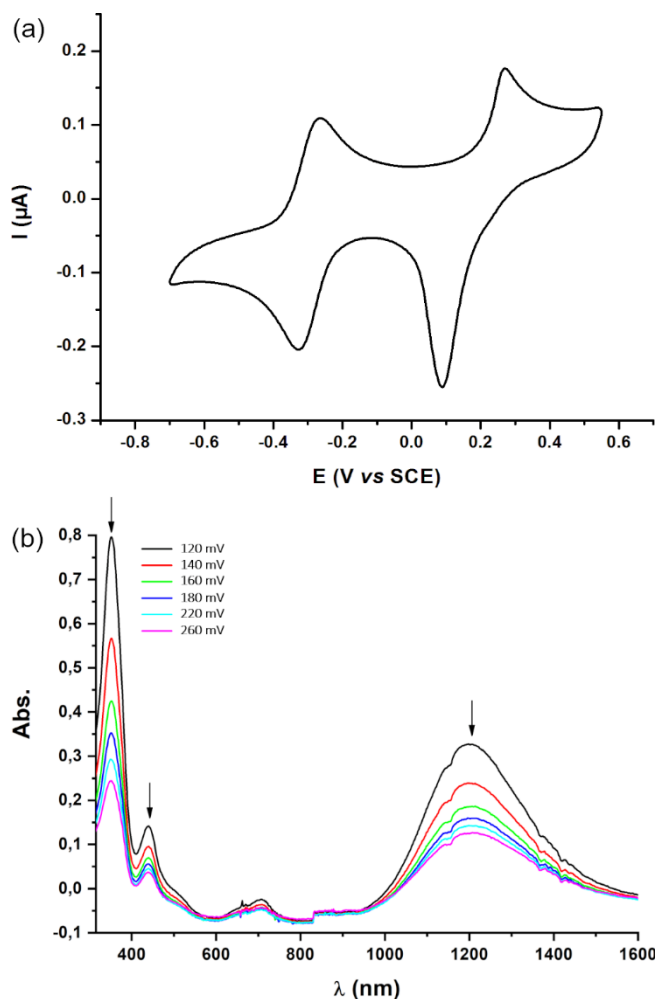 (a)
0.2
0.1
0.0
-0.1
-0.2
-0.3
I (µA)
-0.8 -0.6 -0.4 -0.2 0.0 0.2 0.4 0.6
E (V vs SCE)
(b)
0,8
0,7
0,6
0,5
0,4
0,3
0,2
0,1
0,0
-0,1
Abs.
120 mV
140 mV
160 mV
180 mV
220 mV
260 mV
400 600 800 1000 1200 1400 1600
λ (nm)